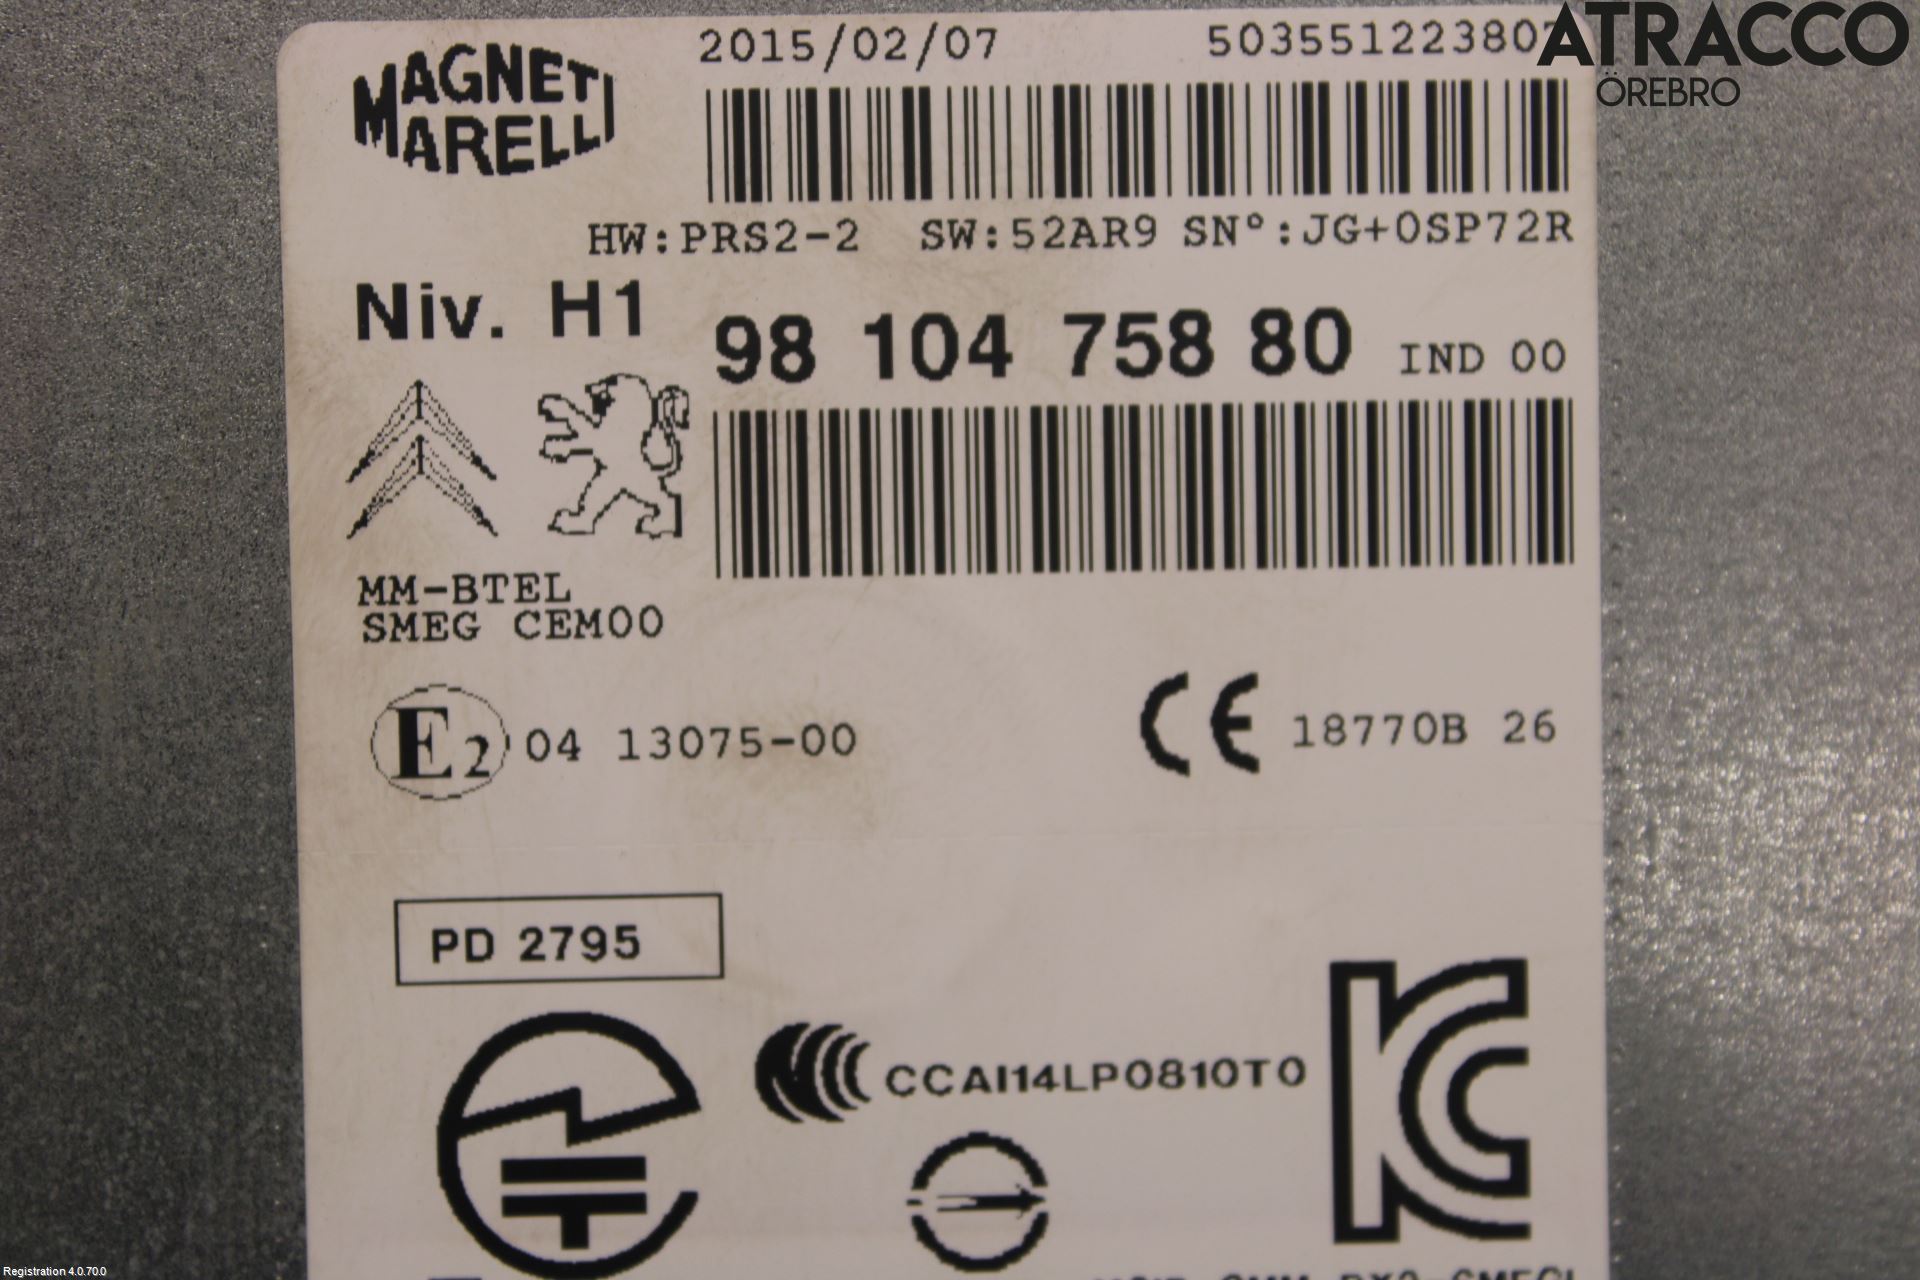 MAGNETI
MARELLI
2015/02/07
50355122380
ATRACCO
ÖREBRO
HW:PRS2-2 SW:52AR9 SN°:JG+0SP72R
Niv. H1
98 104 758 80 IND 00
MM-BTEL
SMEG CEM00
E2 04 13075-00
CE 18770B 26
PD 2795
CCAI14LP0810T0
Registration 4.0.70.0